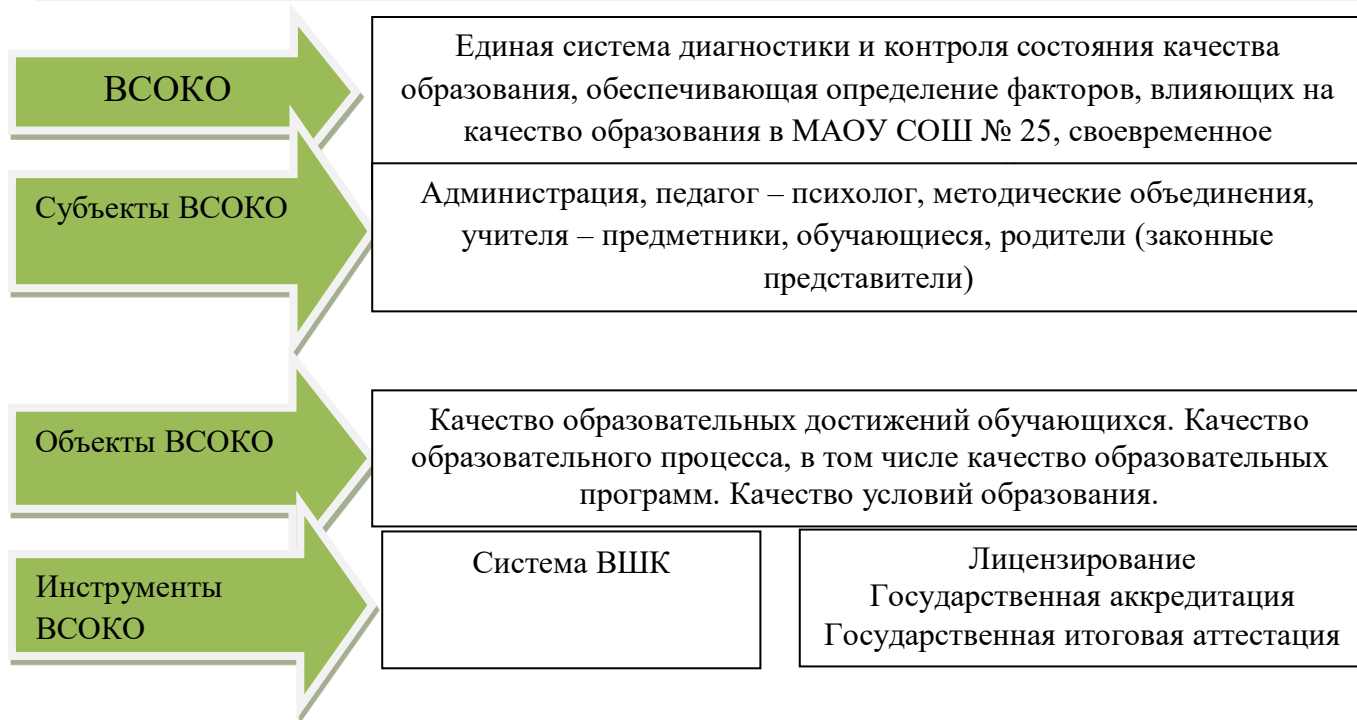 ВСОКО
Единая система диагностики и контроля состояния качества
образования, обеспечивающая определение факторов, влияющих на
качество образования в МАОУ СОШ № 25, своевременное
Субъекты ВСОКО
Администрация, педагог – психолог, методические объединения,
учителя – предметники, обучающиеся, родители (законные
представители)
Объекты ВСОКО
Качество образовательных достижений обучающихся. Качество
образовательного процесса, в том числе качество образовательных
программ. Качество условий образования.
Инструменты
ВСОКО
Система ВШК
Лицензирование
Государственная аккредитация
Государственная итоговая аттестация